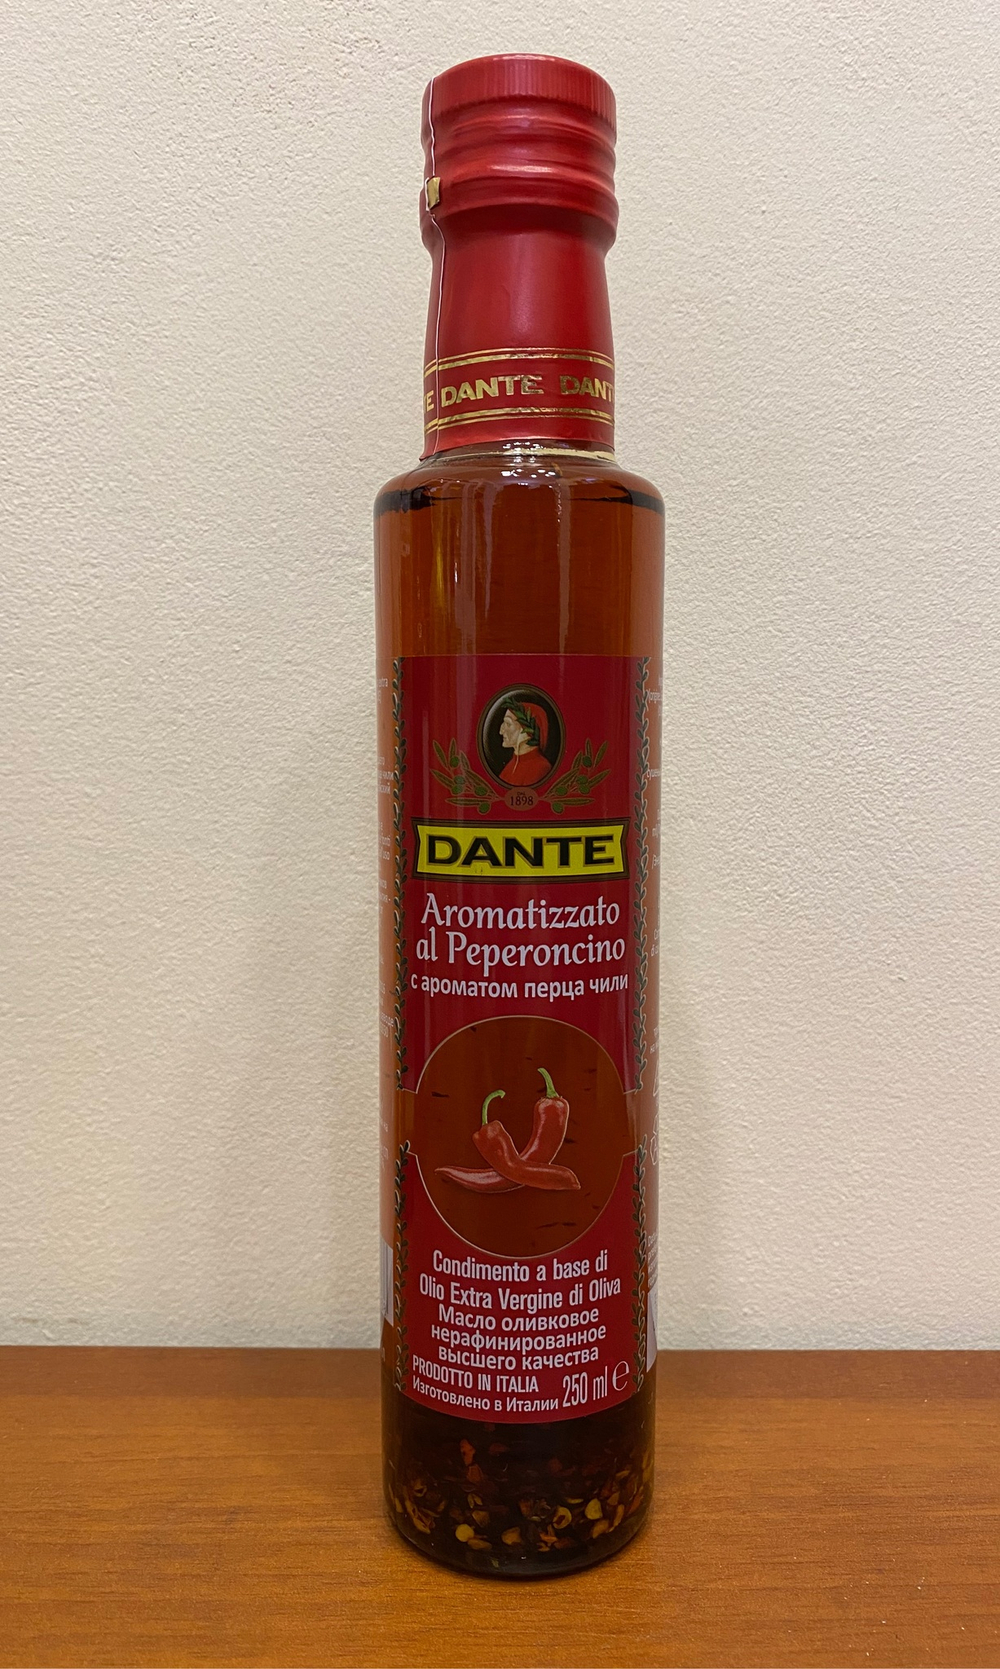 DANTE DANT
1898
DANTE
Aromatizzato
al Peperoncino
с ароматом перца чили
Condimento a base di
Olio Extra Vergine di Oliva
Масло оливковое
нерафинированное
высшего качества
PRODOTTO IN ITALIA
Изготовлено в Италии 250 ml ℮